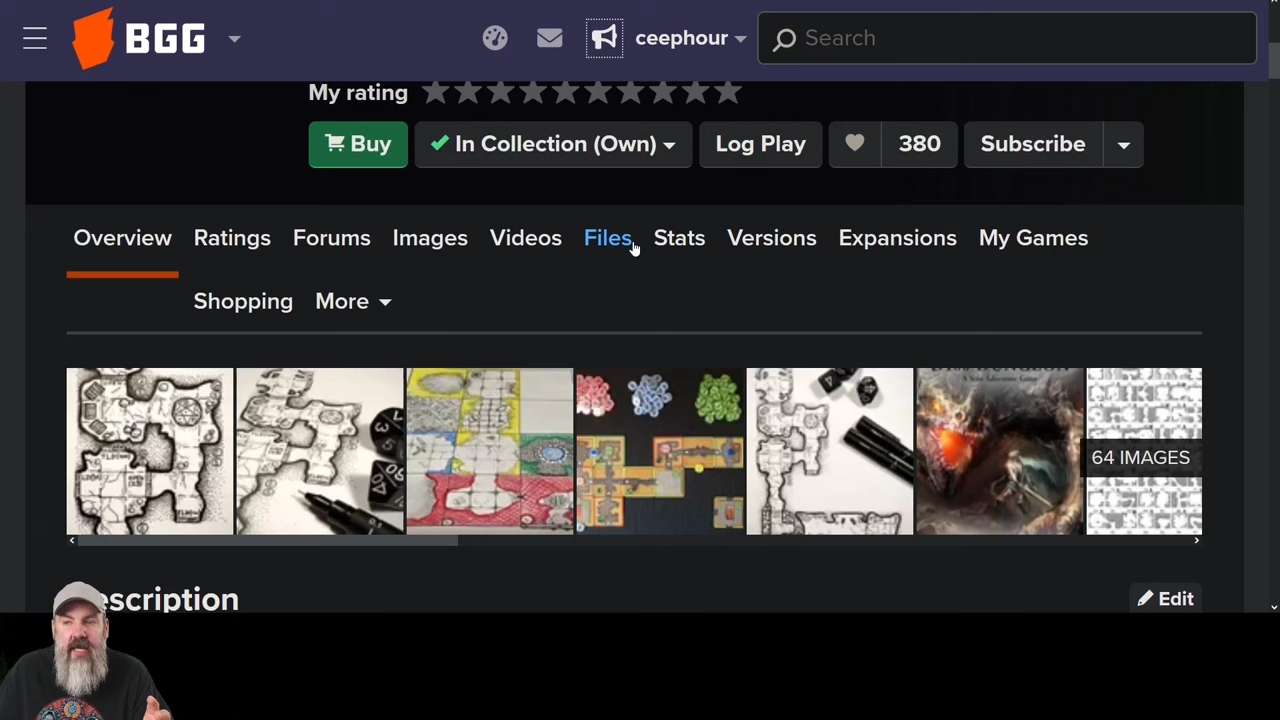 BGG
ceephour
Search
My rating
Buy
In Collection (Own)
Log Play
380
Subscribe
Overview
Ratings
Forums
Images
Videos
Files
Stats
Versions
Expansions
My Games
Shopping
More
64 IMAGES
escription
Edit